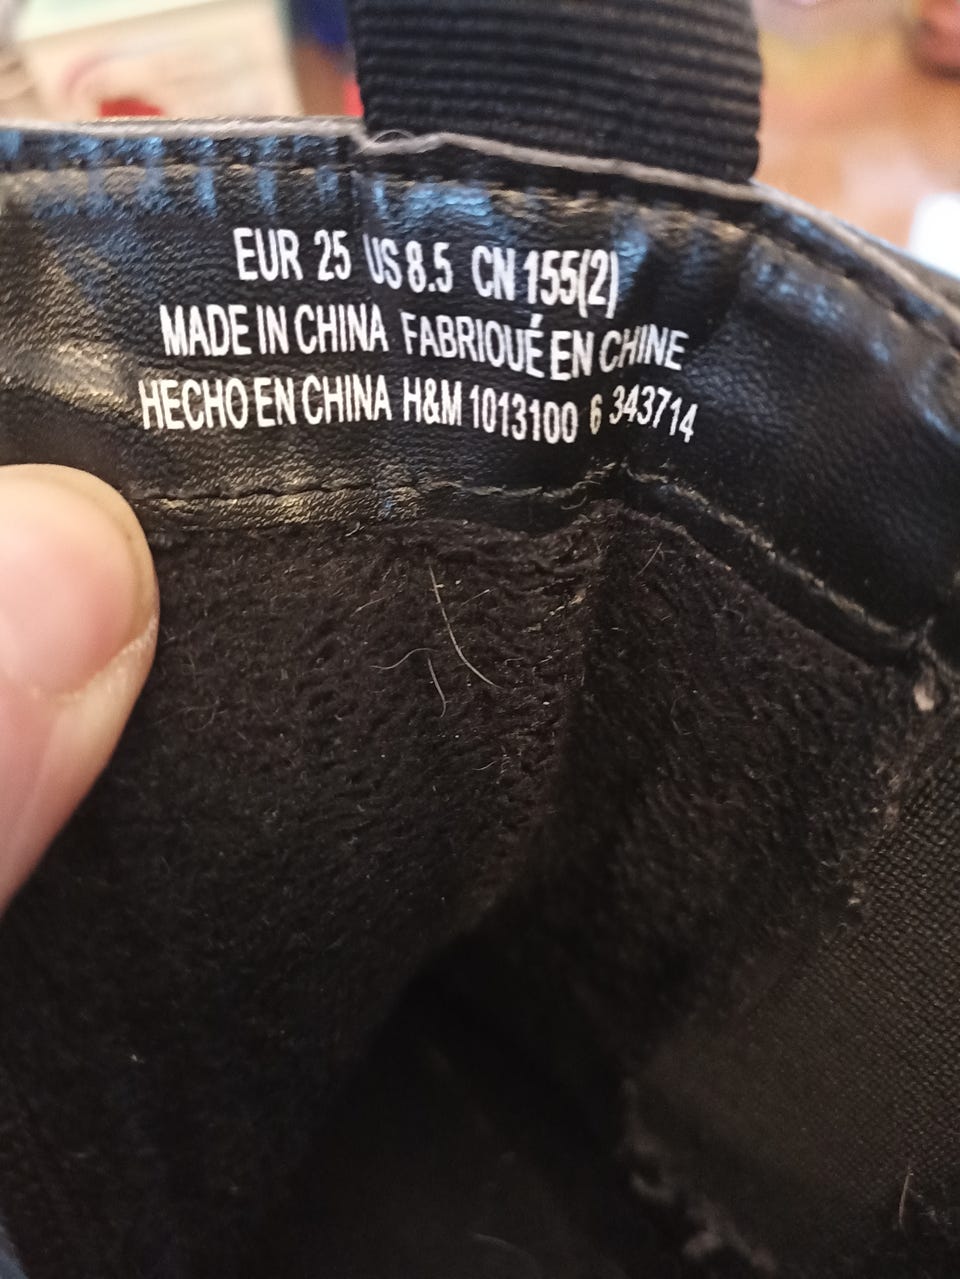 EUR 25 US 8.5 CN 155(2)
MADE IN CHINA FABRIQUÉ EN CHINE
HECHO EN CHINA H&M 1013100 6 343714